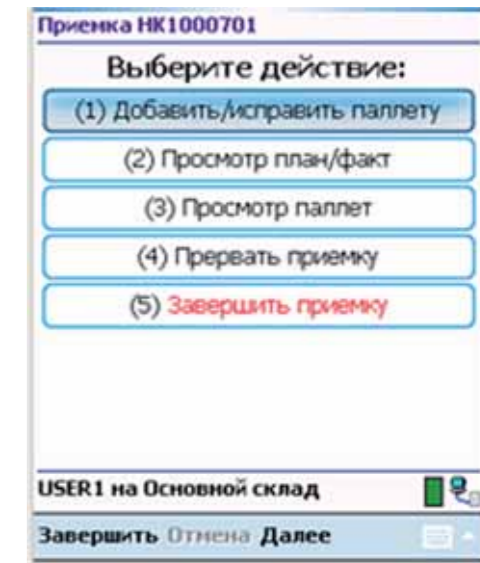 Приемка НК1000701
Выберите действие:
(1) Добавить/исправить паллету
(2) Просмотр план/факт
(3) Просмотр паллет
(4) Прервать приемку
(5) Завершить приемку
USER1 на Основной склад
Завершить Отмена Далее